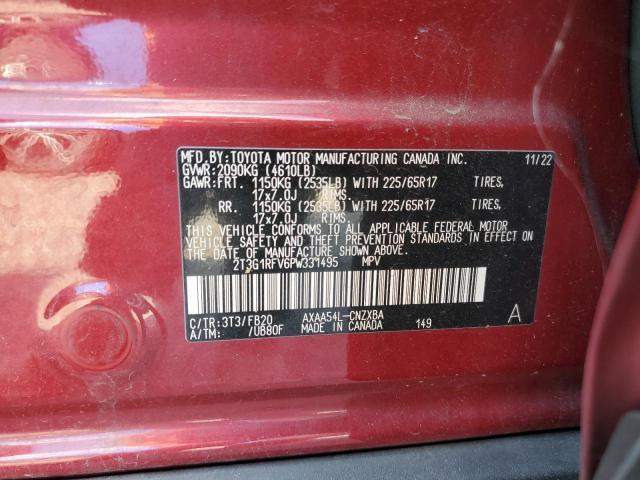 MFD.BY:TOYOTA MOTOR MANUFACTURING CANADA INC. 11/22
GVWR:2090KG (4610LB)
GAWR:FRT. 1150KG (2535LB) WITH 225/65R17 TIRES,
17x7.0J RIMS.
RR. 1150KG (2535LB) WITH 225/65R17 TIRES,
17x7.0J RIMS.
THIS VEHICLE CONFORMS TO ALL APPLICABLE FEDERAL MOTOR
VEHICLE SAFETY AND THEFT PREVENTION STANDARDS IN EFFECT
ON THE DATE OF MANUFACTURE SHOWN ABOVE.
2T3G1RFV6PW331495 MPV
C/TR:3T3/FB20 AXAA54L-CNZXBA A
A/TM: /UB80F MADE IN CANADA 149